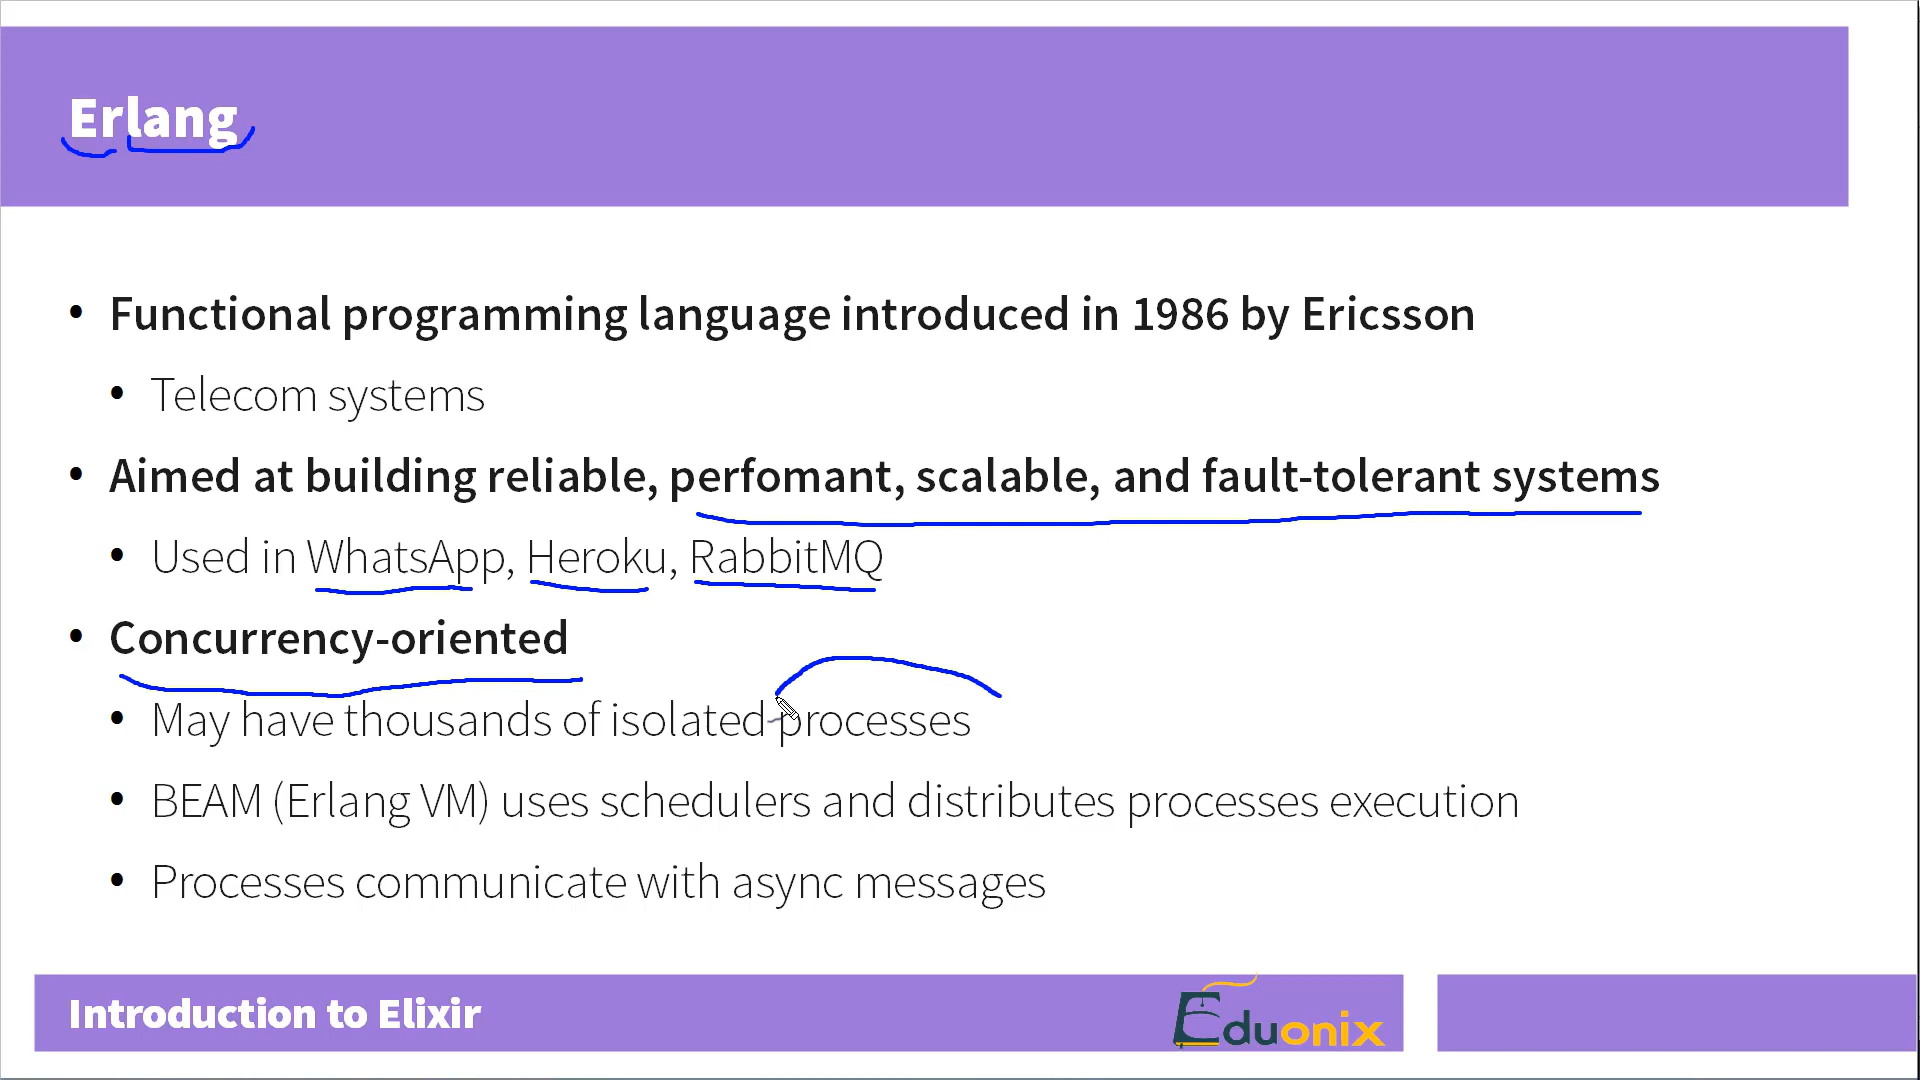 Erlang
• Functional programming language introduced in 1986 by Ericsson
• Telecom systems
• Aimed at building reliable, perfomant, scalable, and fault-tolerant systems
• Used in WhatsApp, Heroku, RabbitMQ
• Concurrency-oriented
• May have thousands of isolated processes
• BEAM (Erlang VM) uses schedulers and distributes processes execution
• Processes communicate with async messages
Introduction to Elixir
Eduonix